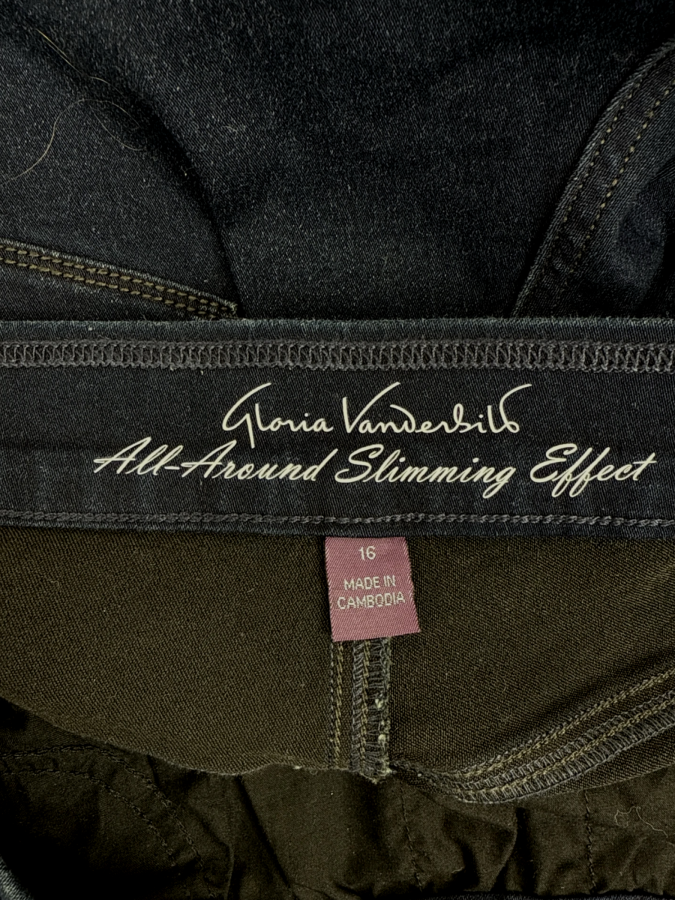 Gloria Vanderbilt
All-Around Slimming Effect
16
MADE IN
CAMBODIA